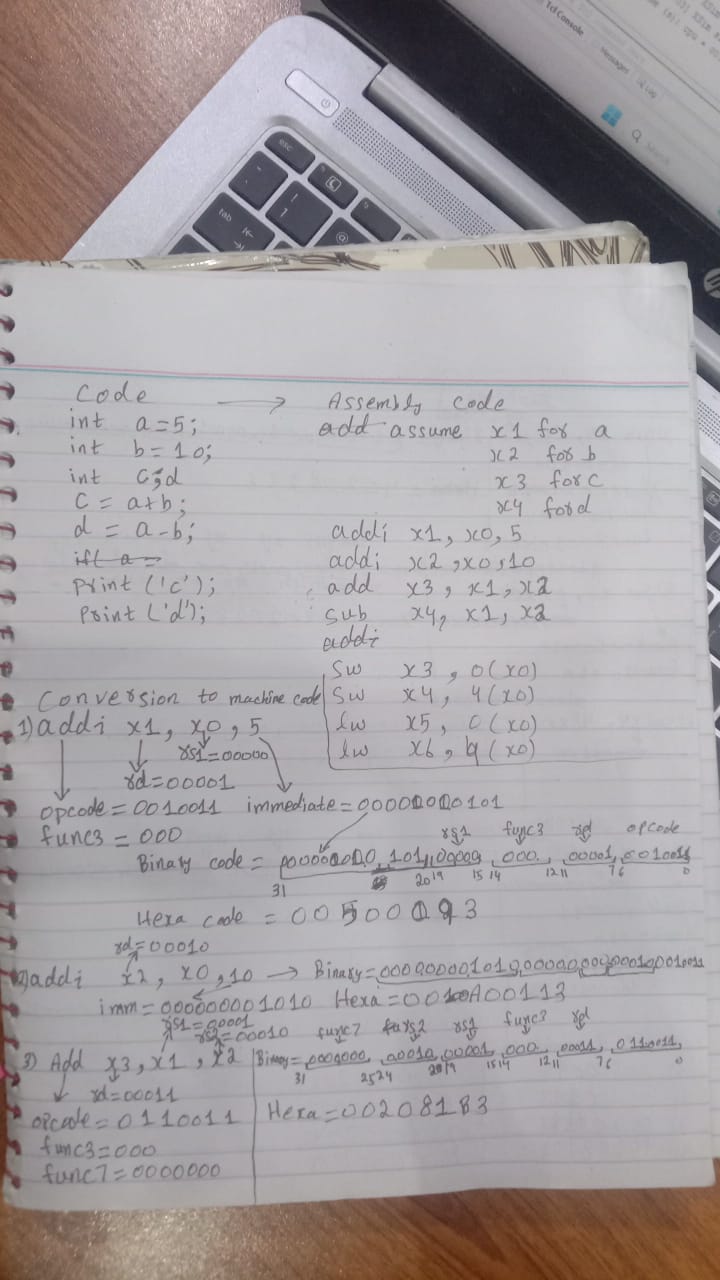 Tcl Console
Messages
Log
Search
esc
tab
Code → Assembly code
int a=5; add assume x1 for a
int b=10; x2 for b
int c;d x3 for c
C = a+b; x4 for d
d = a-b; addi x1, x0, 5
if( a= addi x2, x0, 10
print ('c'); add x3, x1, x2
Print ('d'); sub x4, x1, x2
addi
sw x3, 0(x0)
Conversion to machine code sw x4, 4(x0)
1) addi x1, x0, 5 lw x5, 0(x0)
rs1=00000 lw x6, 4(x0)
rd=00001
opcode=0010011 immediate=000000000101
func3=000 rs1 func3 rd opcode
Binary code = 000000000101,00000,000,00001,0010011
31 20 19 15 14 12 11 7 6 0
Hexa code = 00500093
rd=00010
2) addi x2, x0, 10 → Binary=00000000101000000000000100010011
imm=000000001010 Hexa=00A00113
rs1=00001
rs2=00010 func7 rs2 rs1 func3 rd
3) Add x3, x1, x2 Binary=0000000,00010,00001,000,00011,0110011
31 25 24 20 19 15 14 12 11 7 6 0
rd=00011
opcode=0110011 Hexa=002081B3
func3=000
func7=0000000